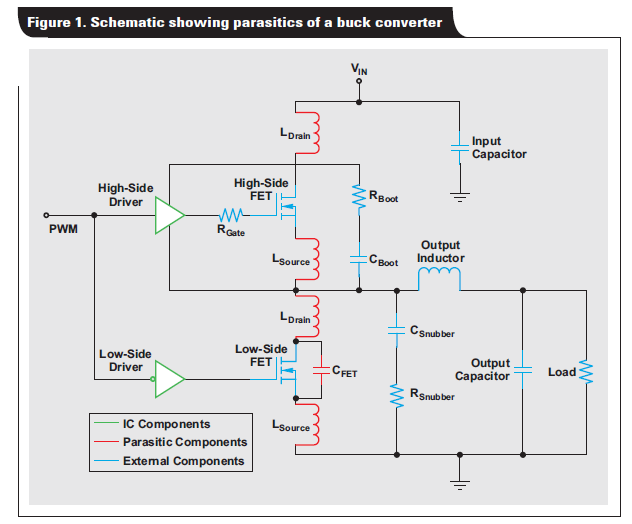 Figure 1. Schematic showing parasitics of a buck converter
VIN
LDrain
Input
Capacitor
High-Side
Driver
High-Side
FET
RBoot
PWM
RGate
LSource
CBoot
Output
Inductor
LDrain
CSnubber
Low-Side
Driver
Low-Side
FET
CFET
Output
Capacitor
Load
RSnubber
LSource
IC Components
Parasitic Components
External Components